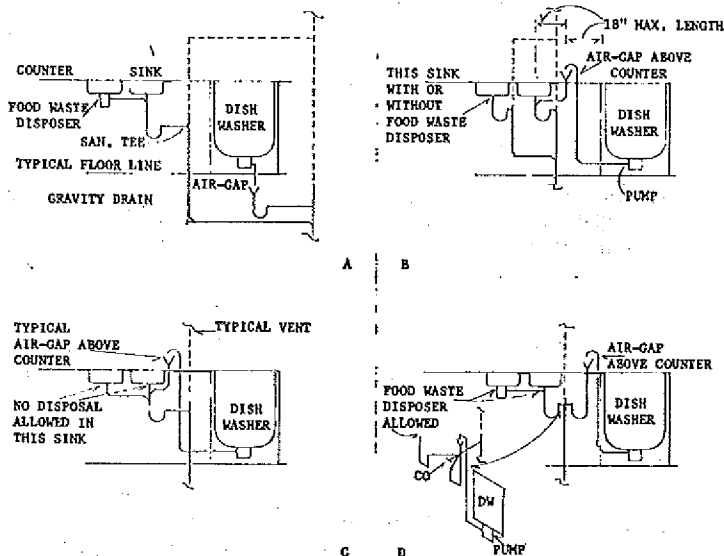 COUNTER
SINK
FOOD WASTE
DISPOSER
DISH
WASHER
SAN. TEE
TYPICAL FLOOR LINE
AIR-GAP
GRAVITY DRAIN
A
18" MAX. LENGTH
AIR-GAP ABOVE
COUNTER
THIS SINK
WITH OR
WITHOUT
FOOD WASTE
DISPOSER
DISH
WASHER
PUMP
B
TYPICAL
AIR-GAP ABOVE
COUNTER
TYPICAL VENT
NO DISPOSAL
ALLOWED IN
THIS SINK
DISH
WASHER
C
AIR-GAP
ABOVE COUNTER
FOOD WASTE
DISPOSER
ALLOWED
DISH
WASHER
CO
DW
PUMP
D